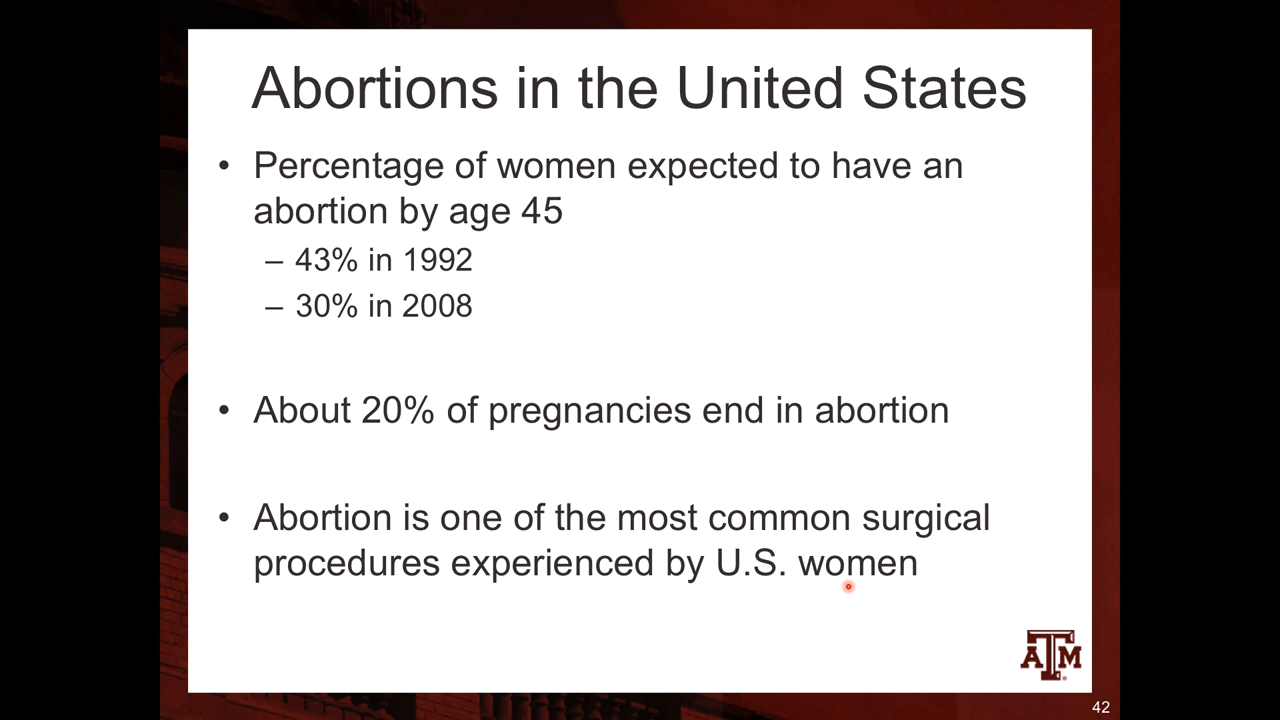 Abortions in the United States
• Percentage of women expected to have an
abortion by age 45
– 43% in 1992
– 30% in 2008
• About 20% of pregnancies end in abortion
• Abortion is one of the most common surgical
procedures experienced by U.S. women
ATM
42